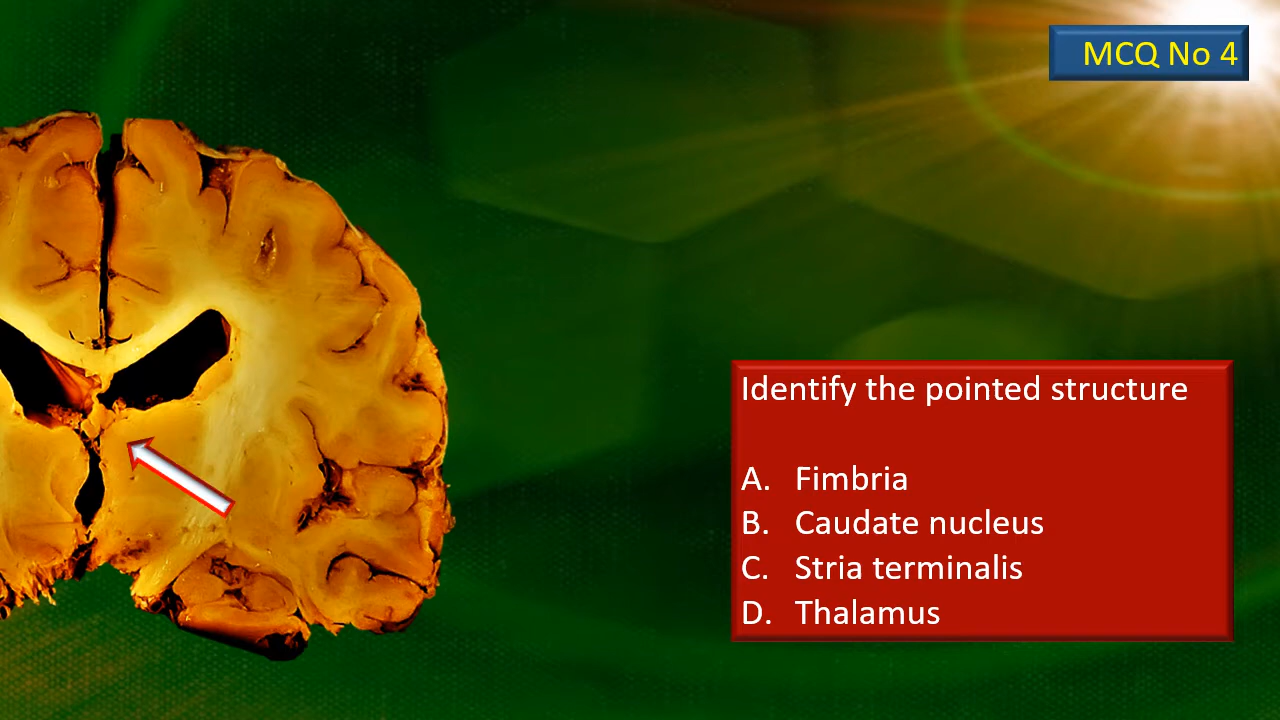 MCQ No 4
Identify the pointed structure
A. Fimbria
B. Caudate nucleus
C. Stria terminalis
D. Thalamus